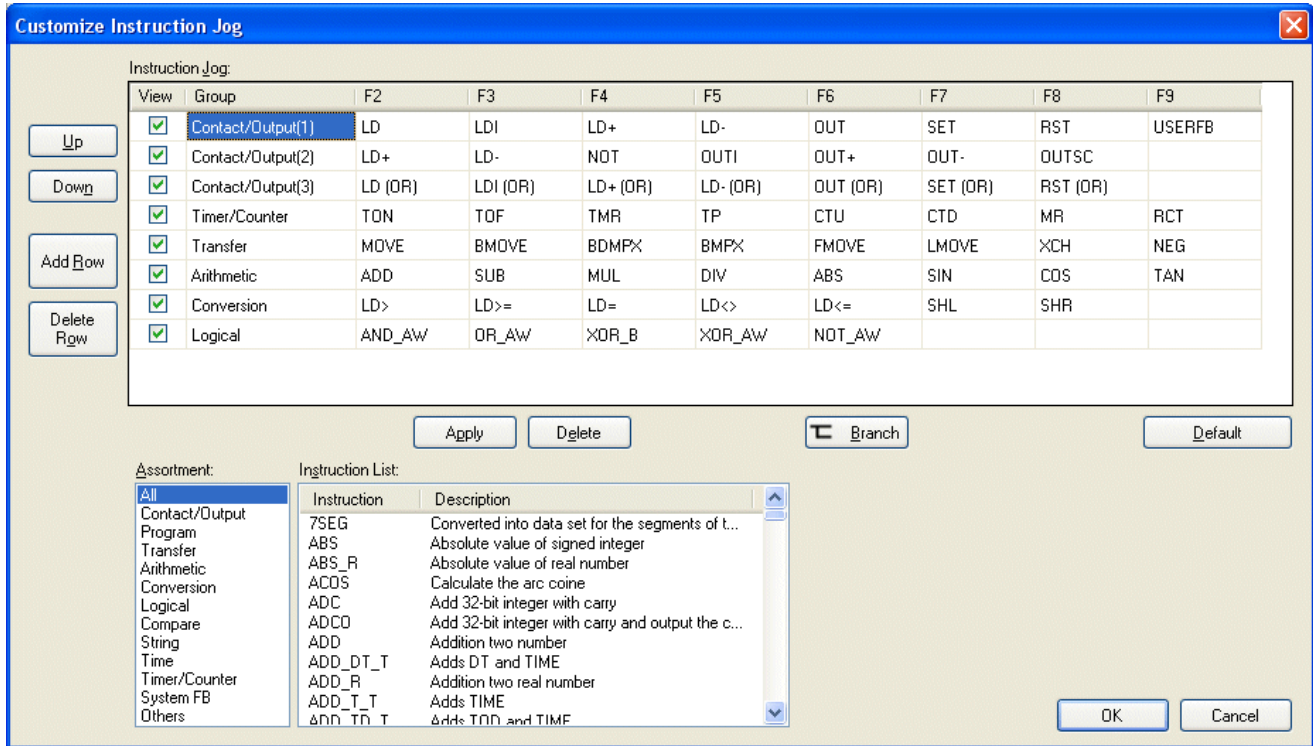 Customize Instruction Jog
Instruction Jog:
View Group F2 F3 F4 F5 F6 F7 F8 F9
Contact/Output(1) LD LDI LD+ LD- OUT SET RST USERFB
Contact/Output(2) LD+ LD- NOT OUTI OUT+ OUT- OUTSC
Contact/Output(3) LD (OR) LDI (OR) LD+ (OR) LD- (OR) OUT (OR) SET (OR) RST (OR)
Timer/Counter TON TOF TMR TP CTU CTD MR RCT
Transfer MOVE BMOVE BDMPX BMPX FMOVE LMOVE XCH NEG
Arithmetic ADD SUB MUL DIV ABS SIN COS TAN
Conversion LD> LD>= LD= LD<> LD<= SHL SHR
Logical AND_AW OR_AW XOR_B XOR_AW NOT_AW
Up
Down
Add Row
Delete
Row
Apply Delete Branch Default
Assortment:
All
Contact/Output
Program
Transfer
Arithmetic
Conversion
Logical
Compare
String
Time
Timer/Counter
System FB
Others
Instruction List:
Instruction Description
7SEG Converted into data set for the segments of t...
ABS Absolute value of signed integer
ABS_R Absolute value of real number
ACOS Calculate the arc coine
ADC Add 32-bit integer with carry
ADCO Add 32-bit integer with carry and output the c...
ADD Addition two number
ADD_DT_T Adds DT and TIME
ADD_R Addition two real number
ADD_T_T Adds TIME
ADD_TD_T Adds TOD and TIME
OK Cancel